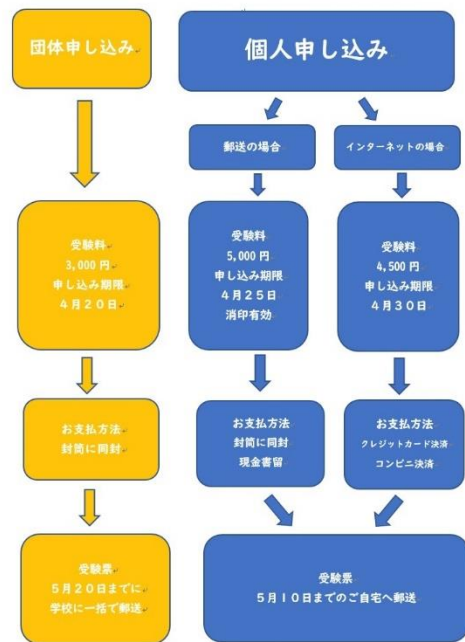 団体申し込み
個人申し込み
郵送の場合
インターネットの場合
受験料
3,000円
申し込み期限
4月20日
受験料
5,000円
申し込み期限
4月25日
消印有効
受験料
4,500円
申し込み期限
4月30日
お支払方法
封筒に同封
お支払方法
封筒に同封
現金書留
お支払方法
クレジットカード決済
コンビニ決済
受験票
5月20日までに
学校に一括で郵送
受験票
5月10日までのご自宅へ郵送